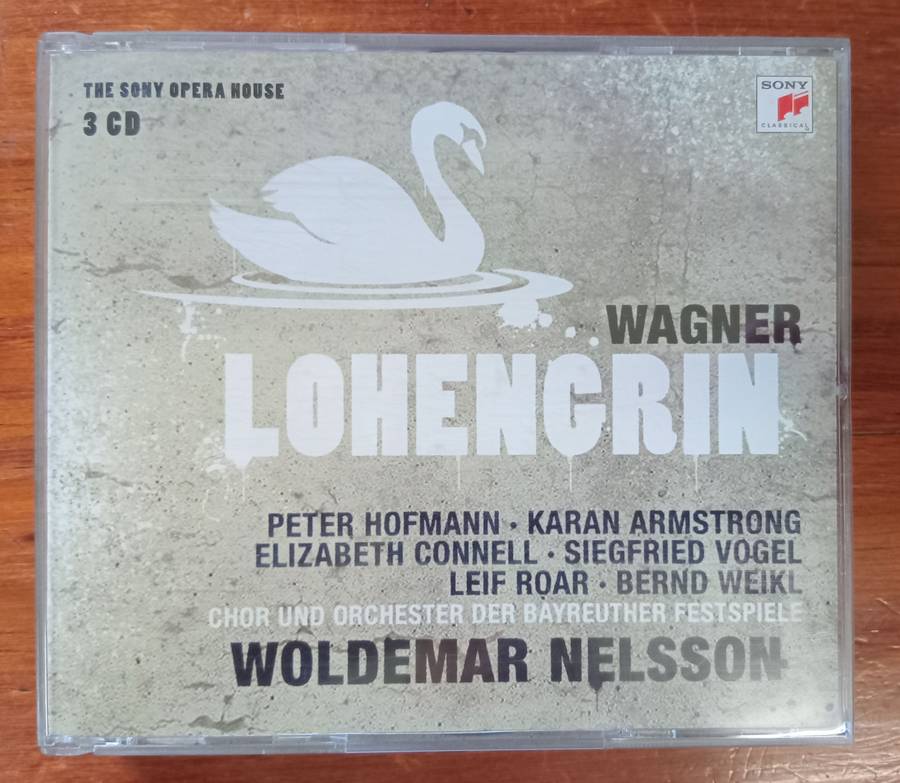 THE SONY OPERA HOUSE
3 CD
SONY
CLASSICAL
WAGNER
LOHENGRIN
PETER HOFMANN · KARAN ARMSTRONG
ELIZABETH CONNELL · SIEGFRIED VOGEL
LEIF ROAR · BERND WEIKL
CHOR UND ORCHESTER DER BAYREUTHER FESTSPIELE
WOLDEMAR NELSSON